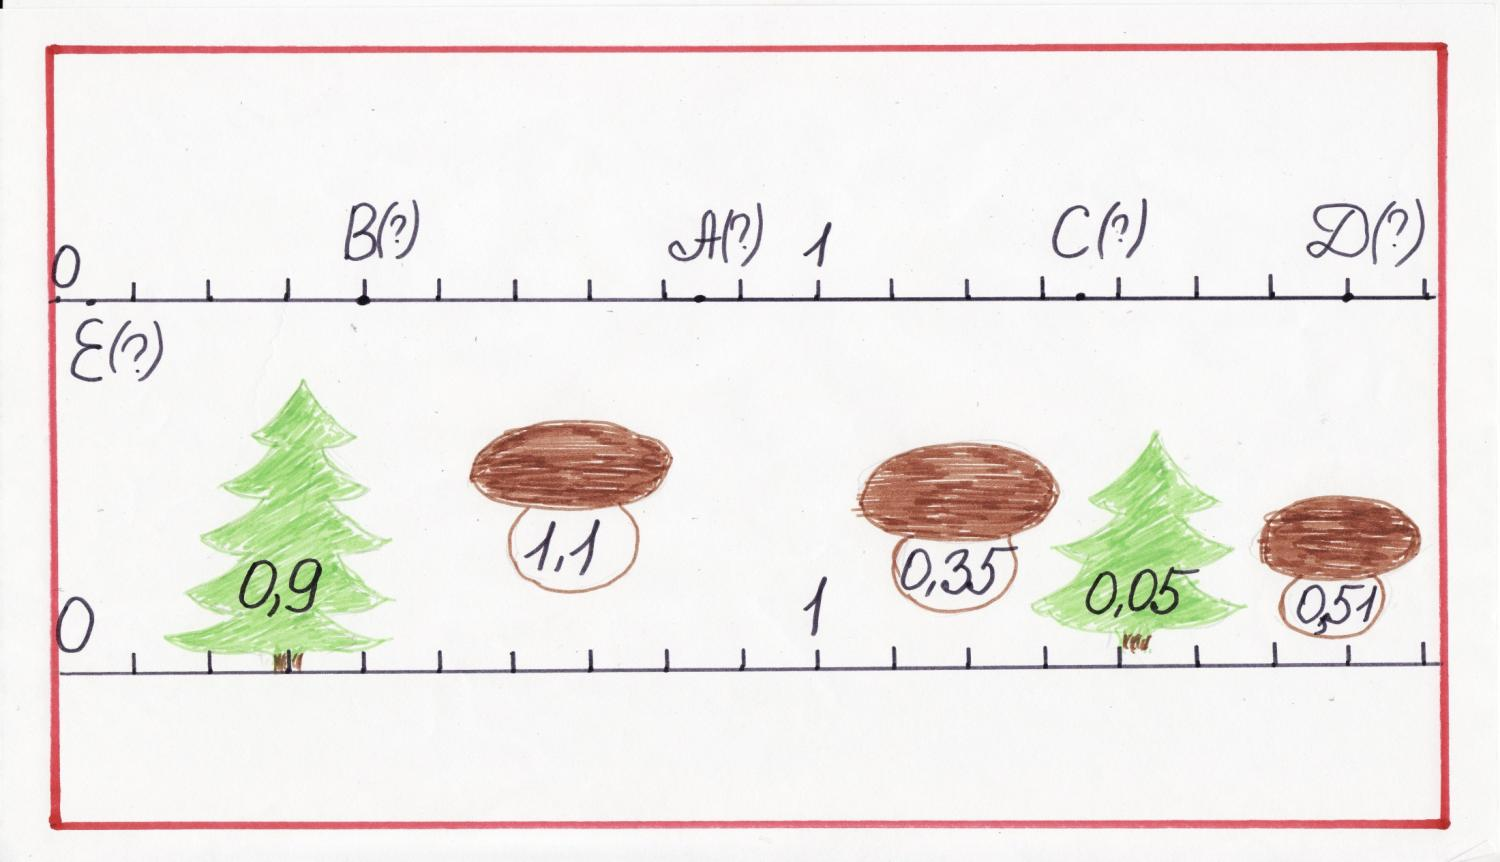 0 B(?) A(?) 1 C(?) D(?)
E(?)
0,9 1,1 0,35 0,05 0,51
0 1